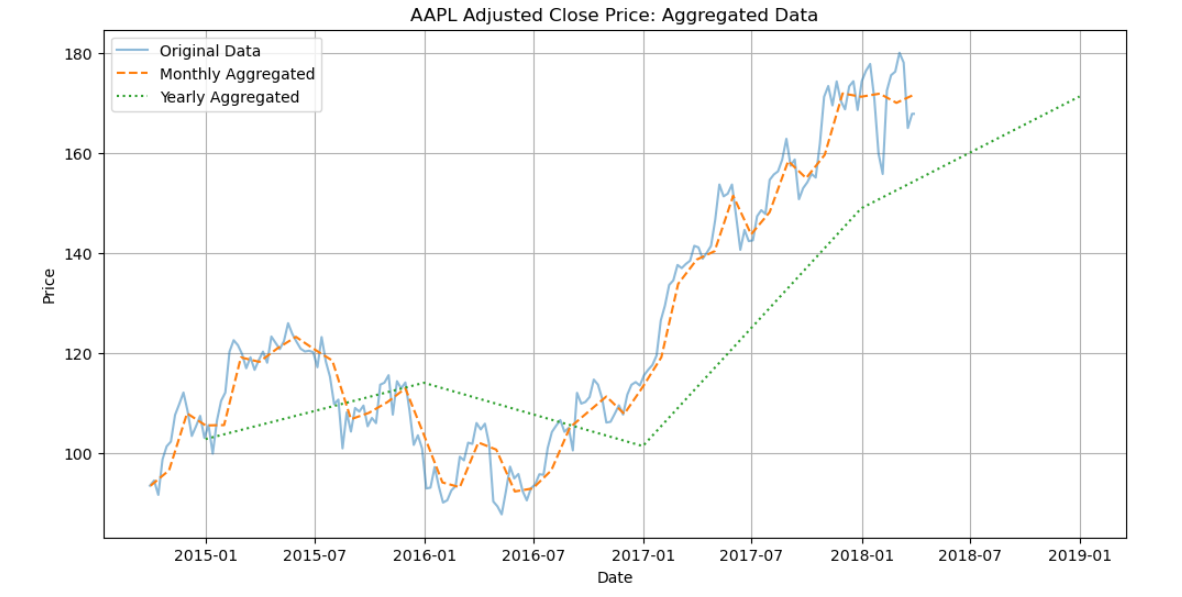 AAPL Adjusted Close Price: Aggregated Data
Original Data
Monthly Aggregated
Yearly Aggregated
180
160
140
120
100
Price
2015-01 2015-07 2016-01 2016-07 2017-01 2017-07 2018-01 2018-07 2019-01
Date